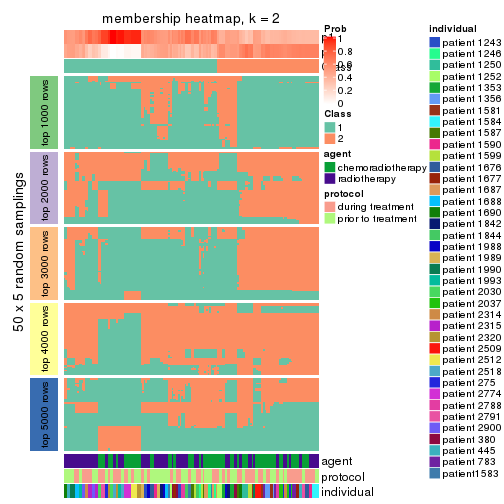 membership heatmap, k = 2
Prob
1
0.8
0.6
0.4
0.2
0
Class
1
2
agent
chemoradiotherapy
radiotherapy
protocol
during treatment
prior to treatment
individual
patient 1243
patient 1246
patient 1250
patient 1252
patient 1353
patient 1356
patient 1581
patient 1584
patient 1587
patient 1590
patient 1599
patient 1676
patient 1677
patient 1687
patient 1688
patient 1690
patient 1842
patient 1844
patient 1988
patient 1989
patient 1990
patient 1993
patient 2030
patient 2037
patient 2314
patient 2315
patient 2320
patient 2509
patient 2512
patient 2518
patient 275
patient 2774
patient 2788
patient 2791
patient 2900
patient 380
patient 445
patient 783
patient1583
50 x 5 random samplings
top 1000 rows
top 2000 rows
top 3000 rows
top 4000 rows
top 5000 rows
agent
protocol
individual